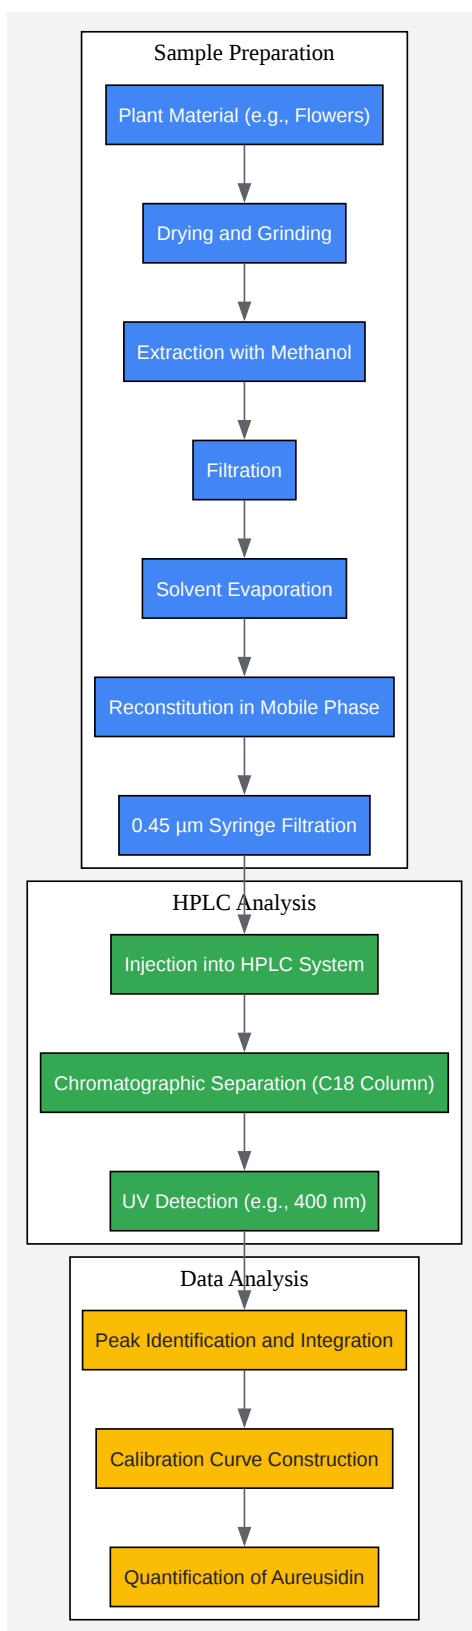 Sample Preparation
Plant Material (e.g., Flowers)
Drying and Grinding
Extraction with Methanol
Filtration
Solvent Evaporation
Reconstitution in Mobile Phase
0.45 µm Syringe Filtration
HPLC Analysis
Injection into HPLC System
Chromatographic Separation (C18 Column)
UV Detection (e.g., 400 nm)
Data Analysis
Peak Identification and Integration
Calibration Curve Construction
Quantification of Aureusidin